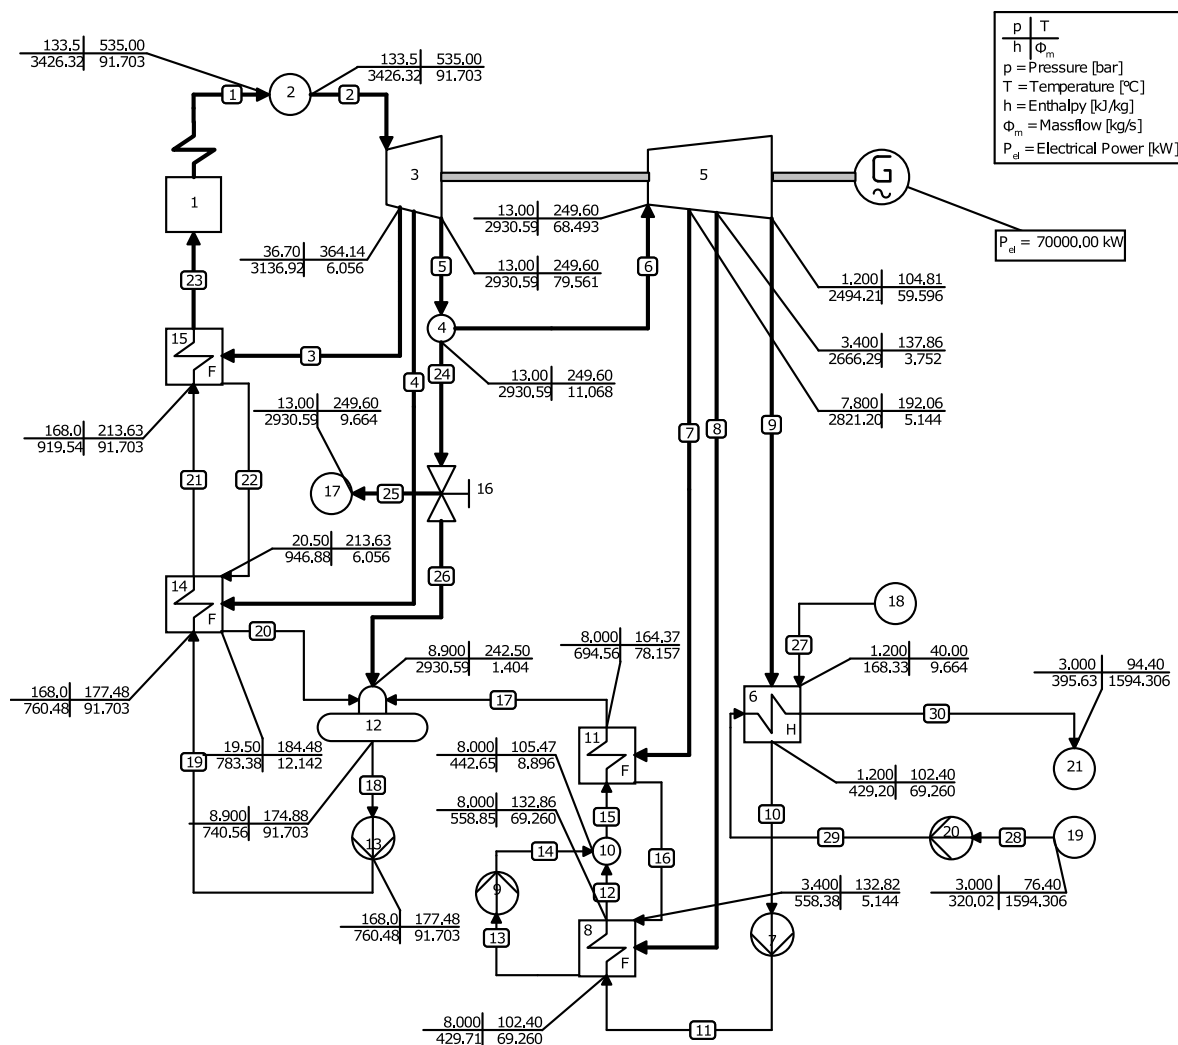 p | T
h | Φm
p = Pressure [bar]
T = Temperature [°C]
h = Enthalpy [kJ/kg]
Φm = Massflow [kg/s]
Pel = Electrical Power [kW]
133.5 | 535.00
3426.32 | 91.703
133.5 | 535.00
3426.32 | 91.703
1
2
2
3
5
G
~
1
13.00 | 249.60
2930.59 | 68.493
Pel = 70000.00 kW
36.70 | 364.14
3136.92 | 6.056
5
13.00 | 249.60
2930.59 | 79.561
6
1.200 | 104.81
2494.21 | 59.596
23
4
15
F
3
4
24
13.00 | 249.60
2930.59 | 11.068
3.400 | 137.86
2666.29 | 3.752
13.00 | 249.60
2930.59 | 9.664
7.800 | 192.06
2821.20 | 5.144
168.0 | 213.63
919.54 | 91.703
7
8
9
21
22
17
25
16
20.50 | 213.63
946.88 | 6.056
26
14
F
18
20
8.900 | 242.50
2930.59 | 1.404
8.000 | 164.37
694.56 | 78.157
27
1.200 | 40.00
168.33 | 9.664
3.000 | 94.40
395.63 | 1594.306
168.0 | 177.48
760.48 | 91.703
17
6
H
30
12
11
F
19
19.50 | 184.48
783.38 | 12.142
8.000 | 105.47
442.65 | 8.896
21
18
8.000 | 132.86
558.85 | 69.260
1.200 | 102.40
429.20 | 69.260
8.900 | 174.88
740.56 | 91.703
15
10
13
14
10
16
29
20
28
19
9
12
3.400 | 132.82
558.38 | 5.144
3.000 | 76.40
320.02 | 1594.306
168.0 | 177.48
760.48 | 91.703
13
8
F
7
8.000 | 102.40
429.71 | 69.260
11